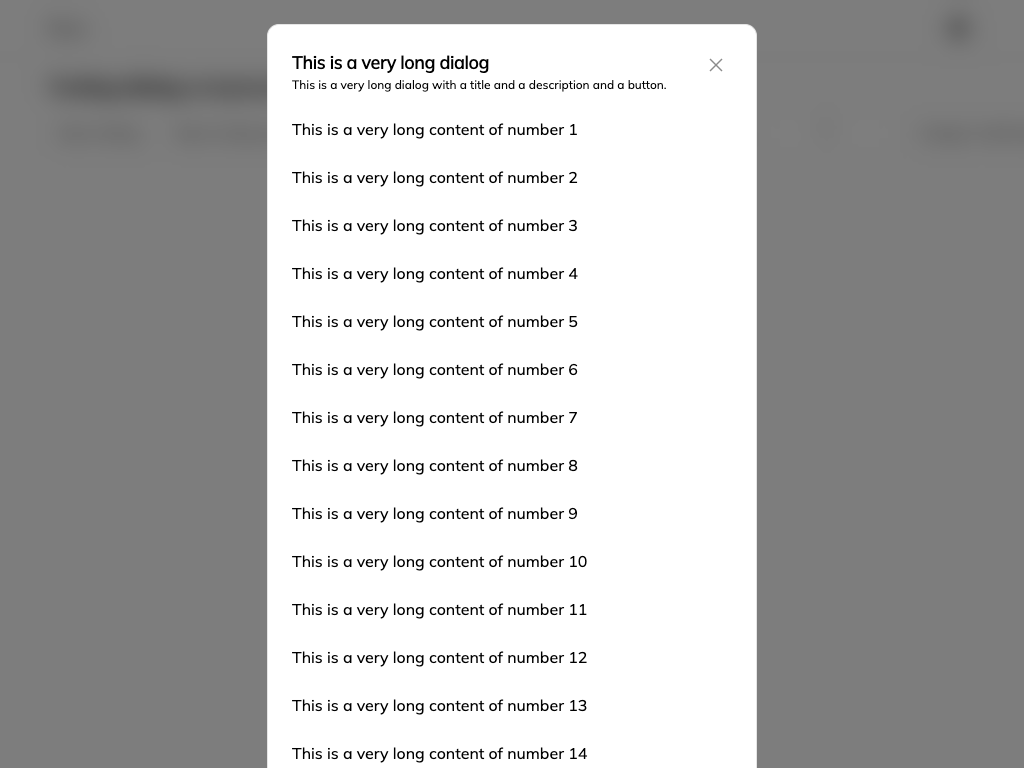 This is a very long dialog
This is a very long dialog with a title and a description and a button.
This is a very long content of number 1
This is a very long content of number 2
This is a very long content of number 3
This is a very long content of number 4
This is a very long content of number 5
This is a very long content of number 6
This is a very long content of number 7
This is a very long content of number 8
This is a very long content of number 9
This is a very long content of number 10
This is a very long content of number 11
This is a very long content of number 12
This is a very long content of number 13
This is a very long content of number 14